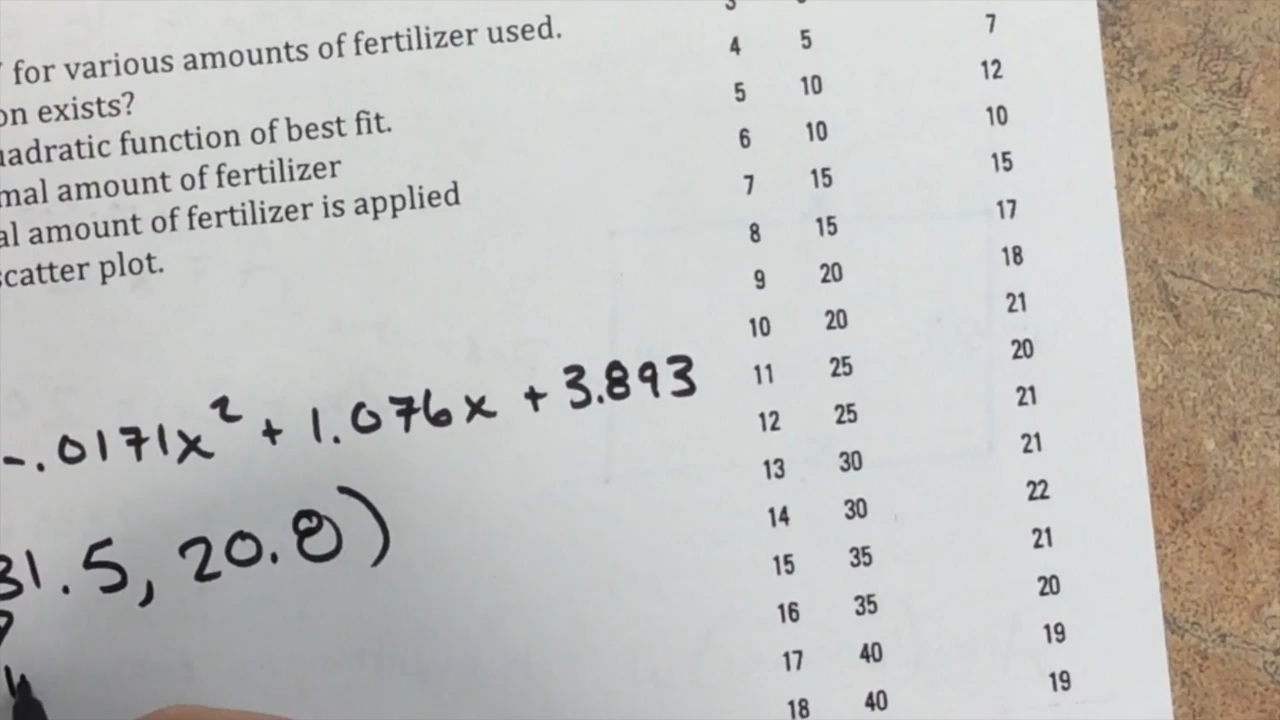 for various amounts of fertilizer used.
on exists?
uadratic function of best fit.
mal amount of fertilizer
al amount of fertilizer is applied
scatter plot.
-.0171x² + 1.076x + 3.893
31.5, 20.8)
3
4 5 7
5 10 12
6 10 10
7 15 15
8 15 17
9 20 18
10 20 21
11 25 20
12 25 21
13 30 21
14 30 22
15 35 21
16 35 20
17 40 19
18 40 19